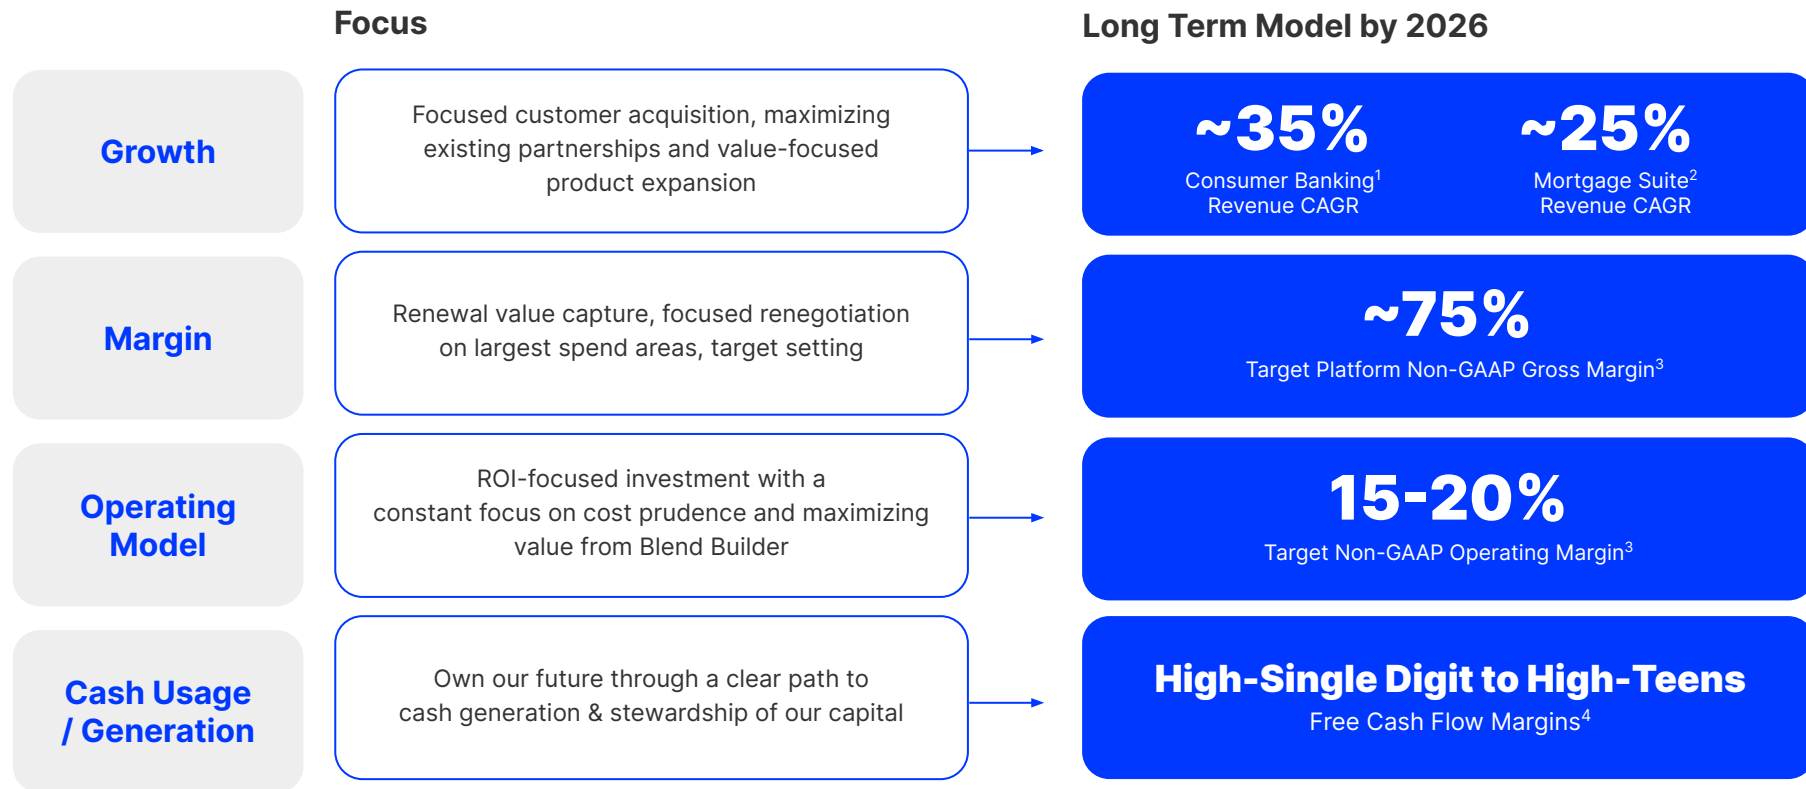 Focus
Long Term Model by 2026
Growth
Focused customer acquisition, maximizing
existing partnerships and value-focused
product expansion
~35%
Consumer Banking¹
Revenue CAGR
~25%
Mortgage Suite²
Revenue CAGR
Margin
Renewal value capture, focused renegotiation
on largest spend areas, target setting
~75%
Target Platform Non-GAAP Gross Margin³
Operating
Model
ROI-focused investment with a
constant focus on cost prudence and maximizing
value from Blend Builder
15-20%
Target Non-GAAP Operating Margin³
Cash Usage
/ Generation
Own our future through a clear path to
cash generation & stewardship of our capital
High-Single Digit to High-Teens
Free Cash Flow Margins⁴